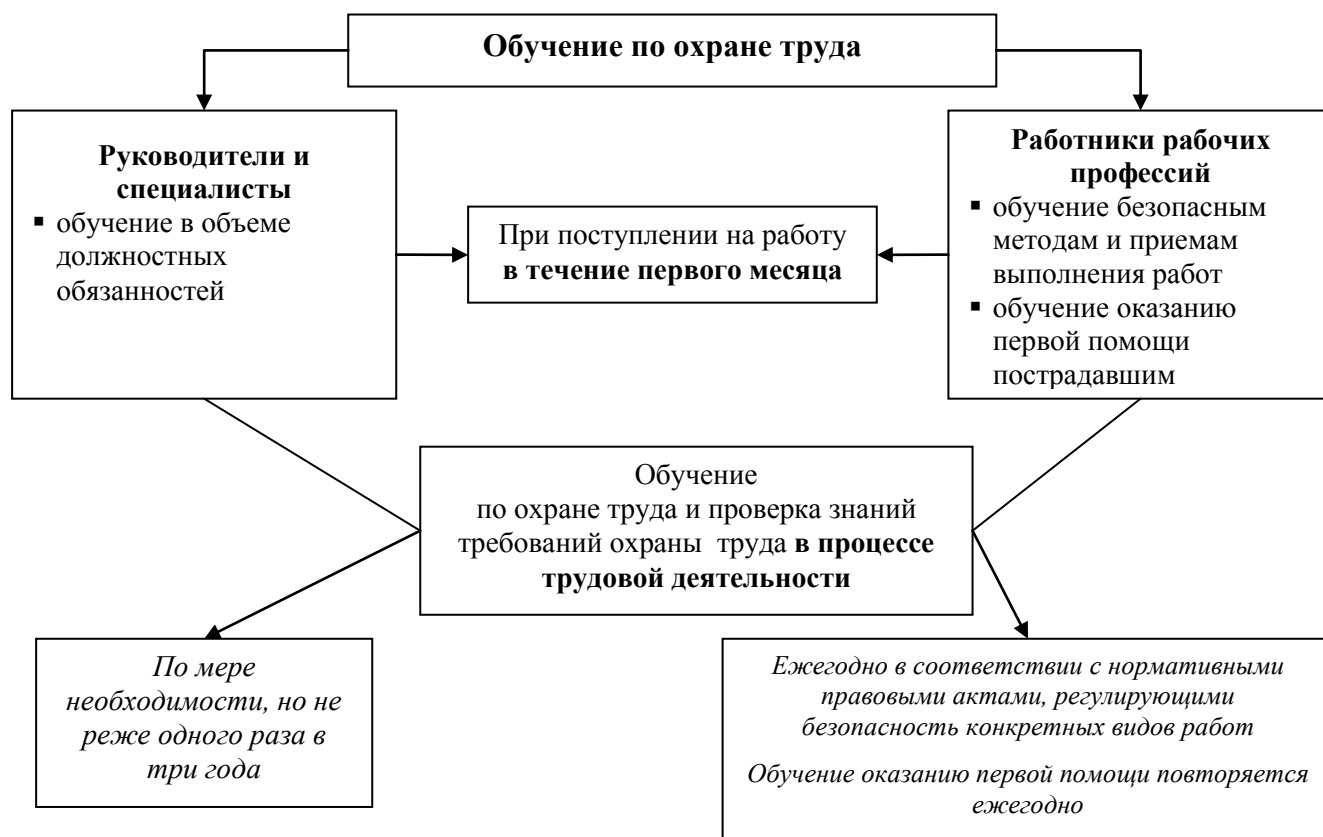 Обучение по охране труда
Руководители и
специалисты
▪ обучение в объеме
должностных
обязанностей
При поступлении на работу
в течение первого месяца
Работники рабочих
профессий
▪ обучение безопасным
методам и приемам
выполнения работ
▪ обучение оказанию
первой помощи
пострадавшим
Обучение
по охране труда и проверка знаний
требований охраны труда в процессе
трудовой деятельности
По мере
необходимости, но не
реже одного раза в
три года
Ежегодно в соответствии с нормативными
правовыми актами, регулирующими
безопасность конкретных видов работ
Обучение оказанию первой помощи повторяется
ежегодно